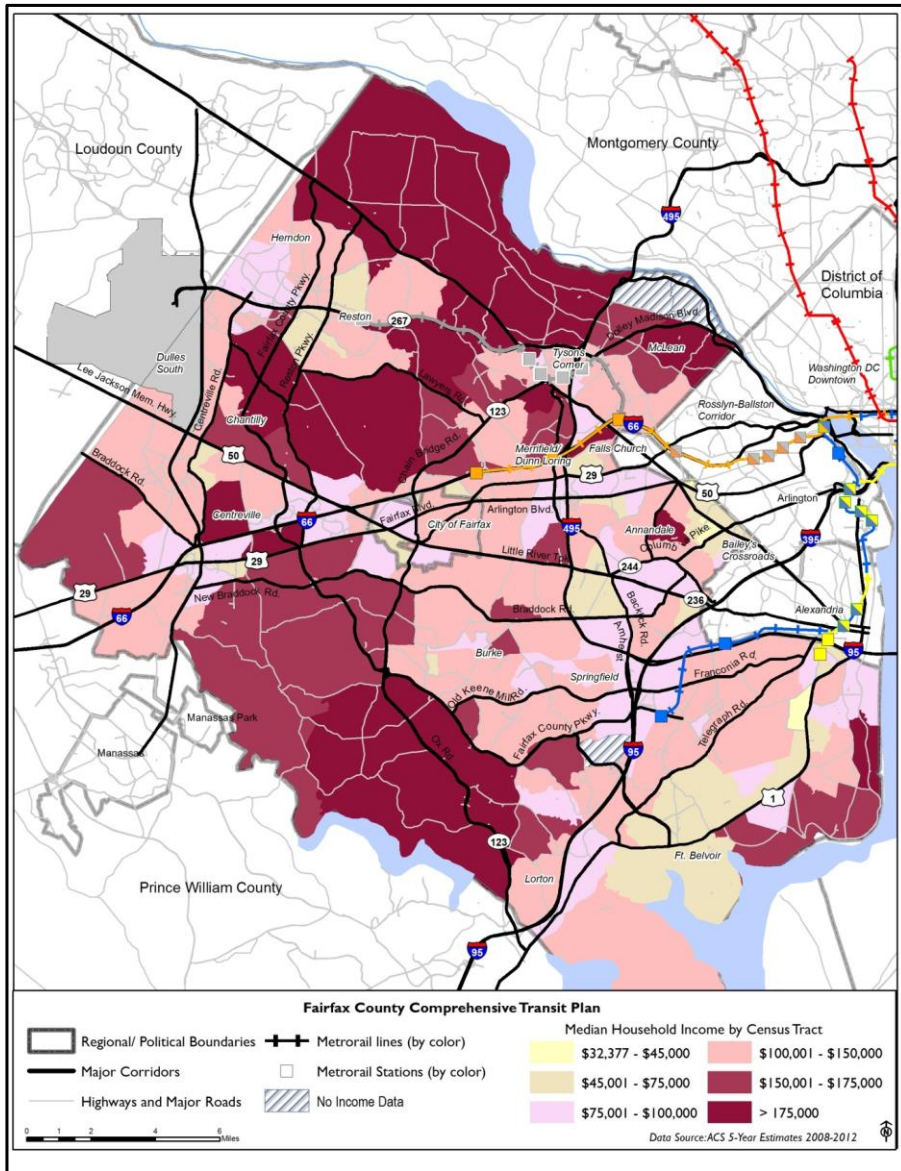 Loudoun County
Montgomery County
495
Herndon
District of
Columbia
Fairfax County Pkwy.
Reston Pkwy.
Reston
267
Dolley Madison Blvd.
McLean
Dulles
South
Tysons
Corner
Washington DC
Downtown
Lee Jackson Mem. Hwy.
Centreville Rd.
Lawyers Rd.
Rosslyn-Ballston
Corridor
Chantilly
123
66
Chain Bridge Rd.
Merrifield/
Dunn Loring
Falls Church
50
29
Braddock Rd.
50
Arlington
Centreville
66
Fairfax Blvd.
City of Fairfax
Arlington Blvd.
495
Annandale
Columb Pike
Bailey's
Crossroads
395
Little River Tpk.
244
29
29
New Braddock Rd.
236
Braddock Rd.
Backlick Rd.
Alexandria
66
Amherst
95
Burke
Springfield
Franconia Rd.
Old Keene Mill Rd.
Telegraph Rd.
Manassas Park
Fairfax County Pkwy.
Manassas
Ox Rd.
95
1
123
Ft. Belvoir
Lorton
Prince William County
95
Fairfax County Comprehensive Transit Plan
Regional/ Political Boundaries
Metrorail lines (by color)
Major Corridors
Metrorail Stations (by color)
Highways and Major Roads
No Income Data
0 1 2 4 6
Miles
Median Household Income by Census Tract
$32,377 - $45,000
$100,001 - $150,000
$45,001 - $75,000
$150,001 - $175,000
$75,001 - $100,000
> 175,000
Data Source: ACS 5-Year Estimates 2008-2012
N